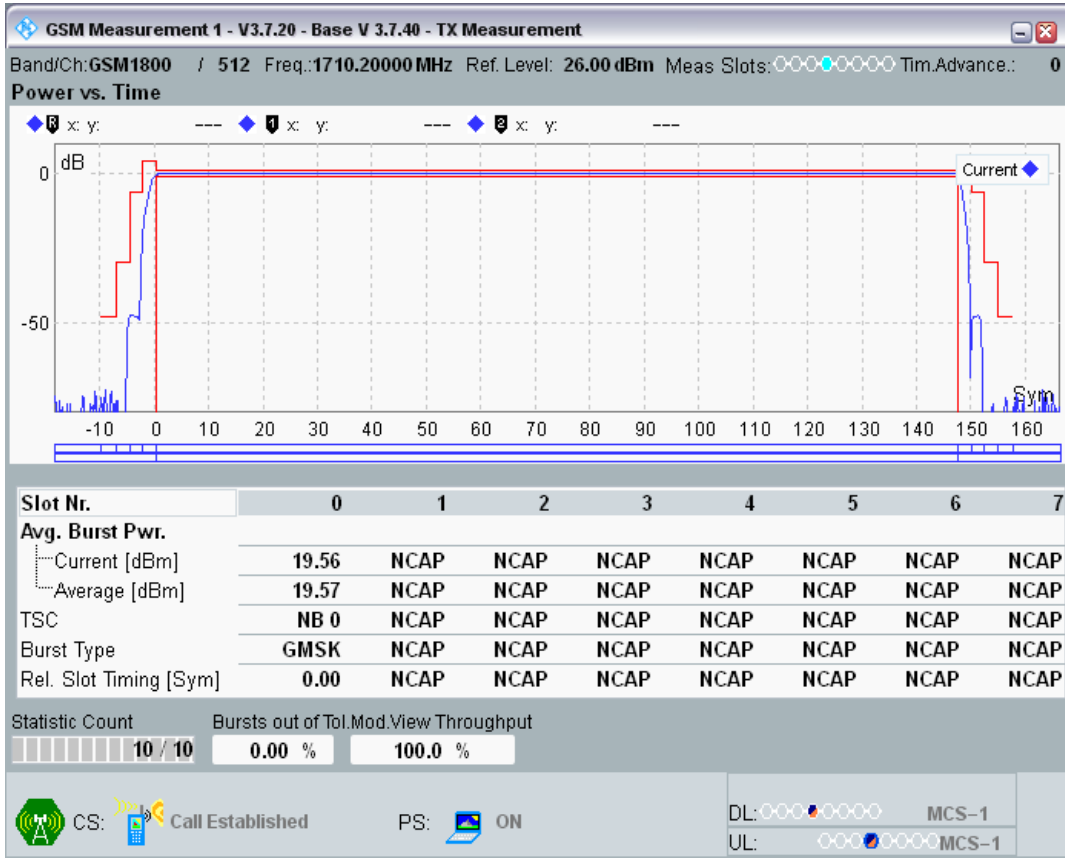 GSM Measurement 1 - V3.7.20 - Base V 3.7.40 - TX Measurement
Band/Ch:GSM1800 / 512 Freq.:1710.20000 MHz Ref. Level: 26.00 dBm Meas Slots: Tim.Advance.: 0
Power vs. Time
R x: y: --- 1 x: y: --- 2 x: y: ---
dB
Current
0
-50
Sym
-10 0 10 20 30 40 50 60 70 80 90 100 110 120 130 140 150 160
Slot Nr. 0 1 2 3 4 5 6 7
Avg. Burst Pwr.
Current [dBm] 19.56 NCAP NCAP NCAP NCAP NCAP NCAP NCAP
Average [dBm] 19.57 NCAP NCAP NCAP NCAP NCAP NCAP NCAP
TSC NB 0 NCAP NCAP NCAP NCAP NCAP NCAP NCAP
Burst Type GMSK NCAP NCAP NCAP NCAP NCAP NCAP NCAP
Rel. Slot Timing [Sym] 0.00 NCAP NCAP NCAP NCAP NCAP NCAP NCAP
Statistic Count Bursts out of Tol.Mod.View Throughput
10 / 10 0.00 % 100.0 %
CS: Call Established PS: ON
DL: MCS-1
UL: MCS-1